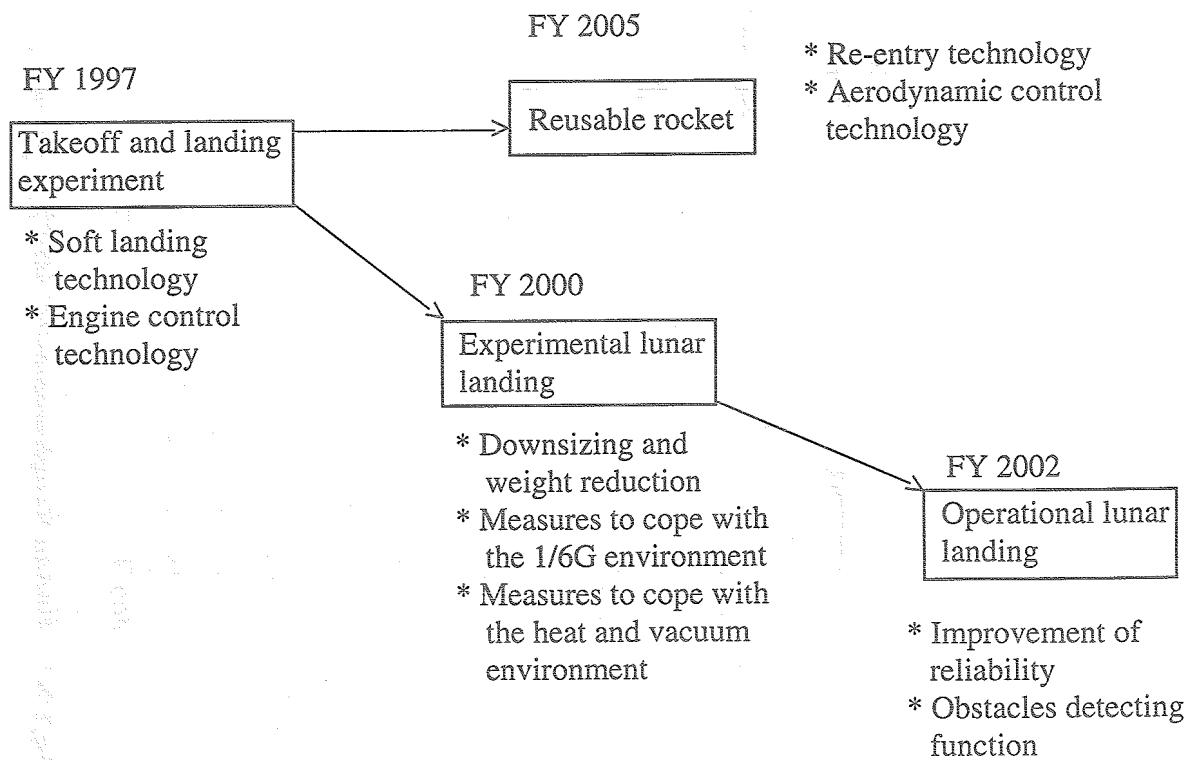 FY 1997
Takeoff and landing
experiment
* Soft landing
technology
* Engine control
technology
FY 2005
Reusable rocket
* Re-entry technology
* Aerodynamic control
technology
FY 2000
Experimental lunar
landing
* Downsizing and
weight reduction
* Measures to cope with
the 1/6G environment
* Measures to cope with
the heat and vacuum
environment
FY 2002
Operational lunar
landing
* Improvement of
reliability
* Obstacles detecting
function